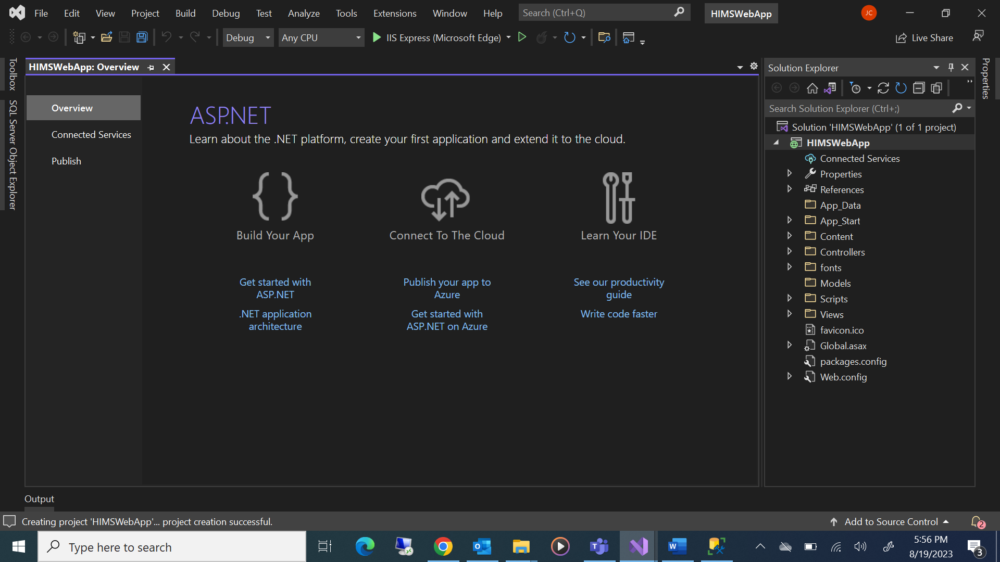 File Edit View Project Build Debug Test Analyze Tools Extensions Window Help Search (Ctrl+Q) HIMSWebApp JC
Debug Any CPU IIS Express (Microsoft Edge) Live Share
Toolbox
SQL Server Object Explorer
HIMSWebApp: Overview
Overview
Connected Services
Publish
ASP.NET
Learn about the .NET platform, create your first application and extend it to the cloud.
Build Your App
Get started with
ASP.NET
.NET application
architecture
Connect To The Cloud
Publish your app to
Azure
Get started with
ASP.NET on Azure
Learn Your IDE
See our productivity
guide
Write code faster
Solution Explorer
Search Solution Explorer (Ctrl+;)
Solution 'HIMSWebApp' (1 of 1 project)
HIMSWebApp
Connected Services
Properties
References
App_Data
App_Start
Content
Controllers
fonts
Models
Scripts
Views
favicon.ico
Global.asax
packages.config
Web.config
Properties
Output
Creating project 'HIMSWebApp'... project creation successful. Add to Source Control 2
Type here to search
5:56 PM
8/19/2023
3